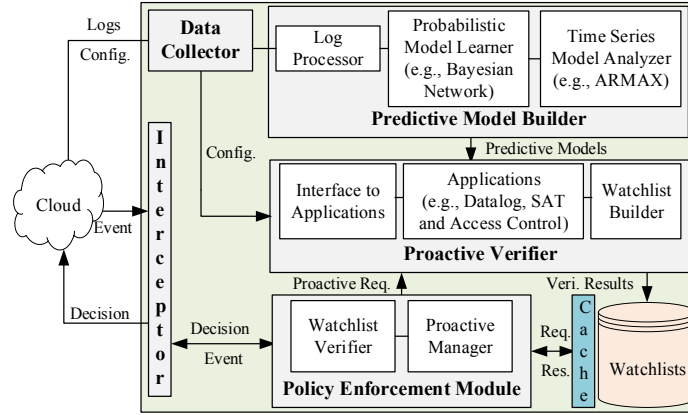 Logs
Config.
Data
Collector
Log
Processor
Probabilistic
Model Learner
(e.g., Bayesian
Network)
Time Series
Model Analyzer
(e.g., ARMAX)
Predictive Model Builder
Interceptor
Config.
Predictive Models
Cloud
Event
Decision
Interface to
Applications
Applications
(e.g., Datalog, SAT
and Access Control)
Watchlist
Builder
Proactive Verifier
Proactive Req.
Veri. Results
Decision
Event
Watchlist
Verifier
Proactive
Manager
Policy Enforcement Module
Req.
Res.
Cache
Watchlists